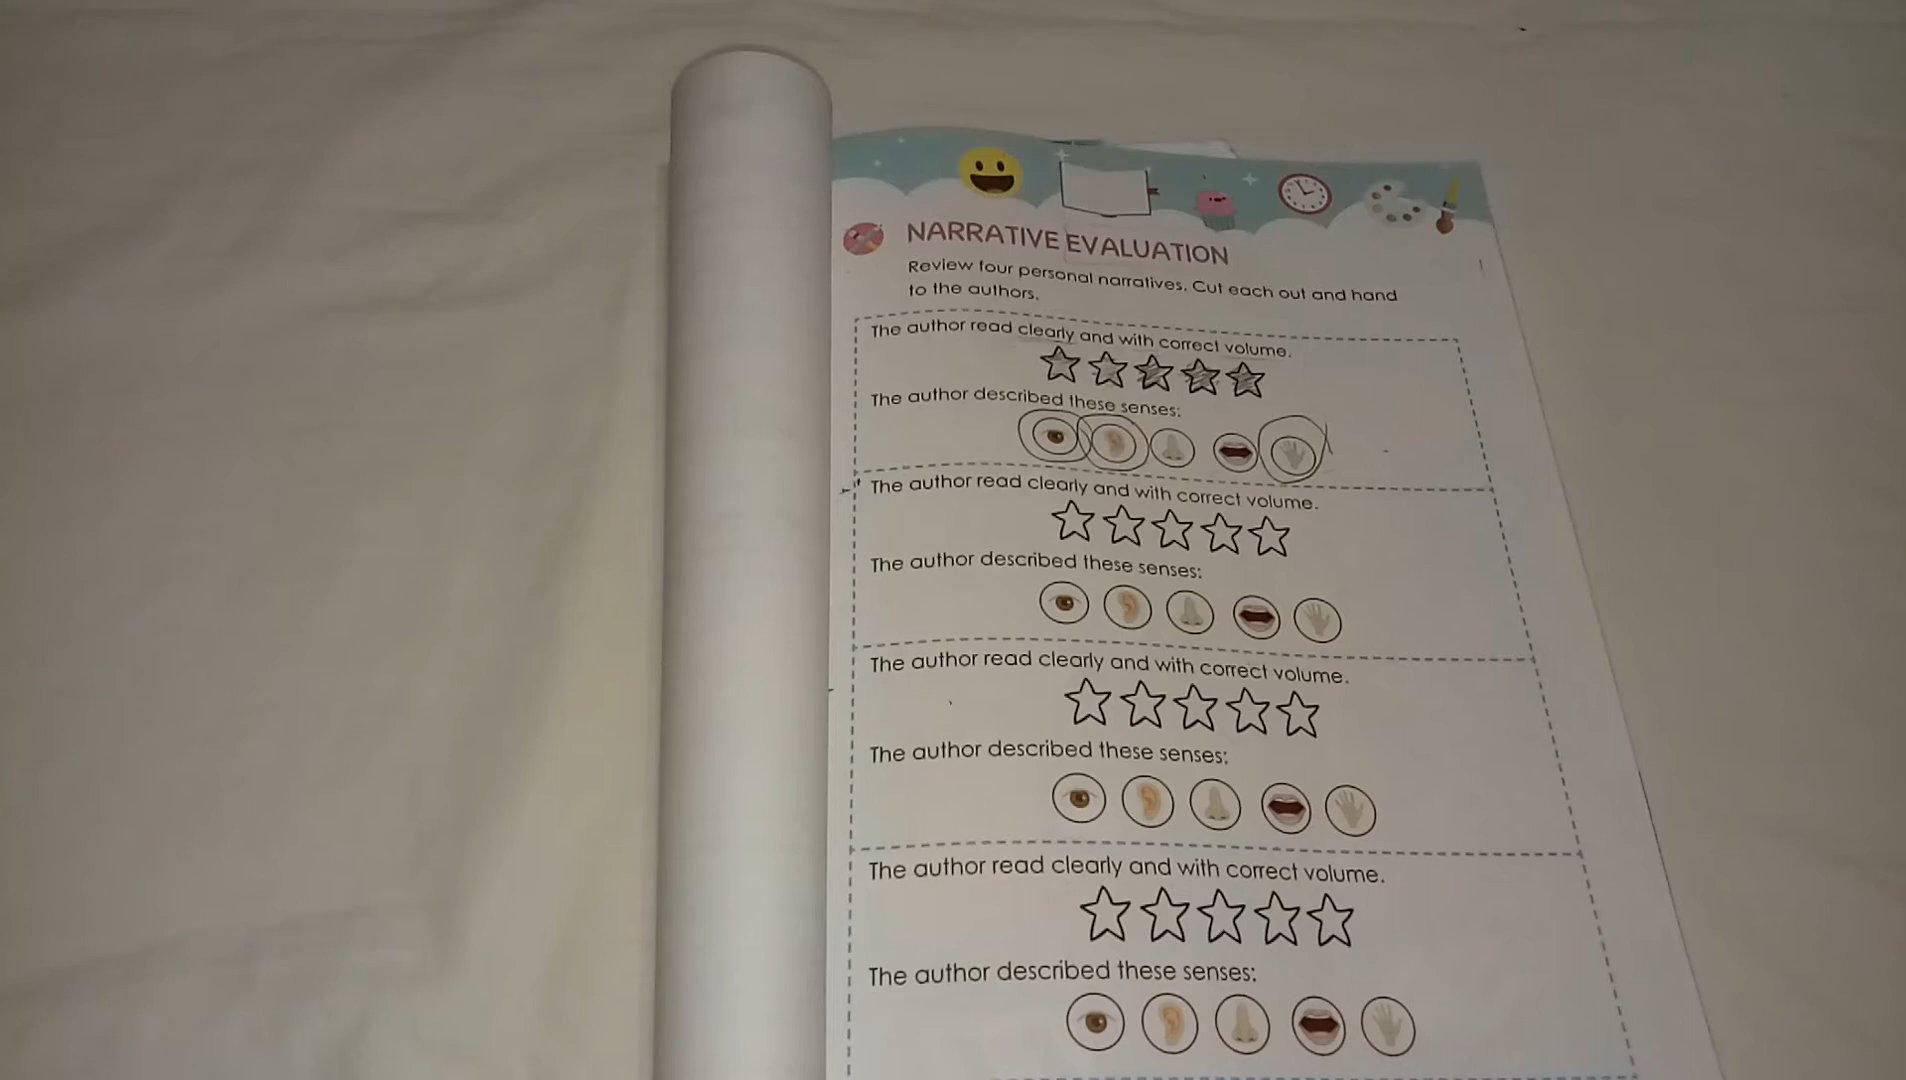 NARRATIVE EVALUATION
Review four personal narratives. Cut each out and hand
to the authors.
The author read clearly and with correct volume.
The author described these senses:
The author read clearly and with correct volume.
The author described these senses:
The author read clearly and with correct volume.
The author described these senses:
The author read clearly and with correct volume.
The author described these senses: